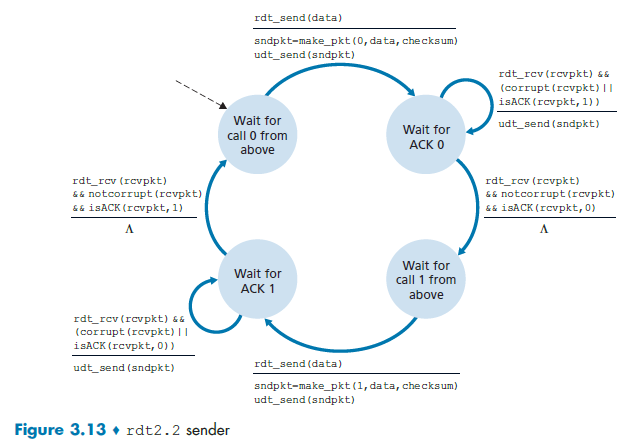 rdt_send(data)
sndpkt=make_pkt(0,data,checksum)
udt_send(sndpkt)
rdt_rcv(rcvpkt) &&
(corrupt(rcvpkt)||
isACK(rcvpkt,1))
udt_send(sndpkt)
Wait for
call 0 from
above
Wait for
ACK 0
rdt_rcv(rcvpkt)
&& notcorrupt(rcvpkt)
&& isACK(rcvpkt,1)
Λ
rdt_rcv(rcvpkt)
&& notcorrupt(rcvpkt)
&& isACK(rcvpkt,0)
Λ
Wait for
ACK 1
Wait for
call 1 from
above
rdt_rcv(rcvpkt) &&
(corrupt(rcvpkt)||
isACK(rcvpkt,0))
udt_send(sndpkt)
rdt_send(data)
sndpkt=make_pkt(1,data,checksum)
udt_send(sndpkt)
Figure 3.13 ♦ rdt2.2 sender